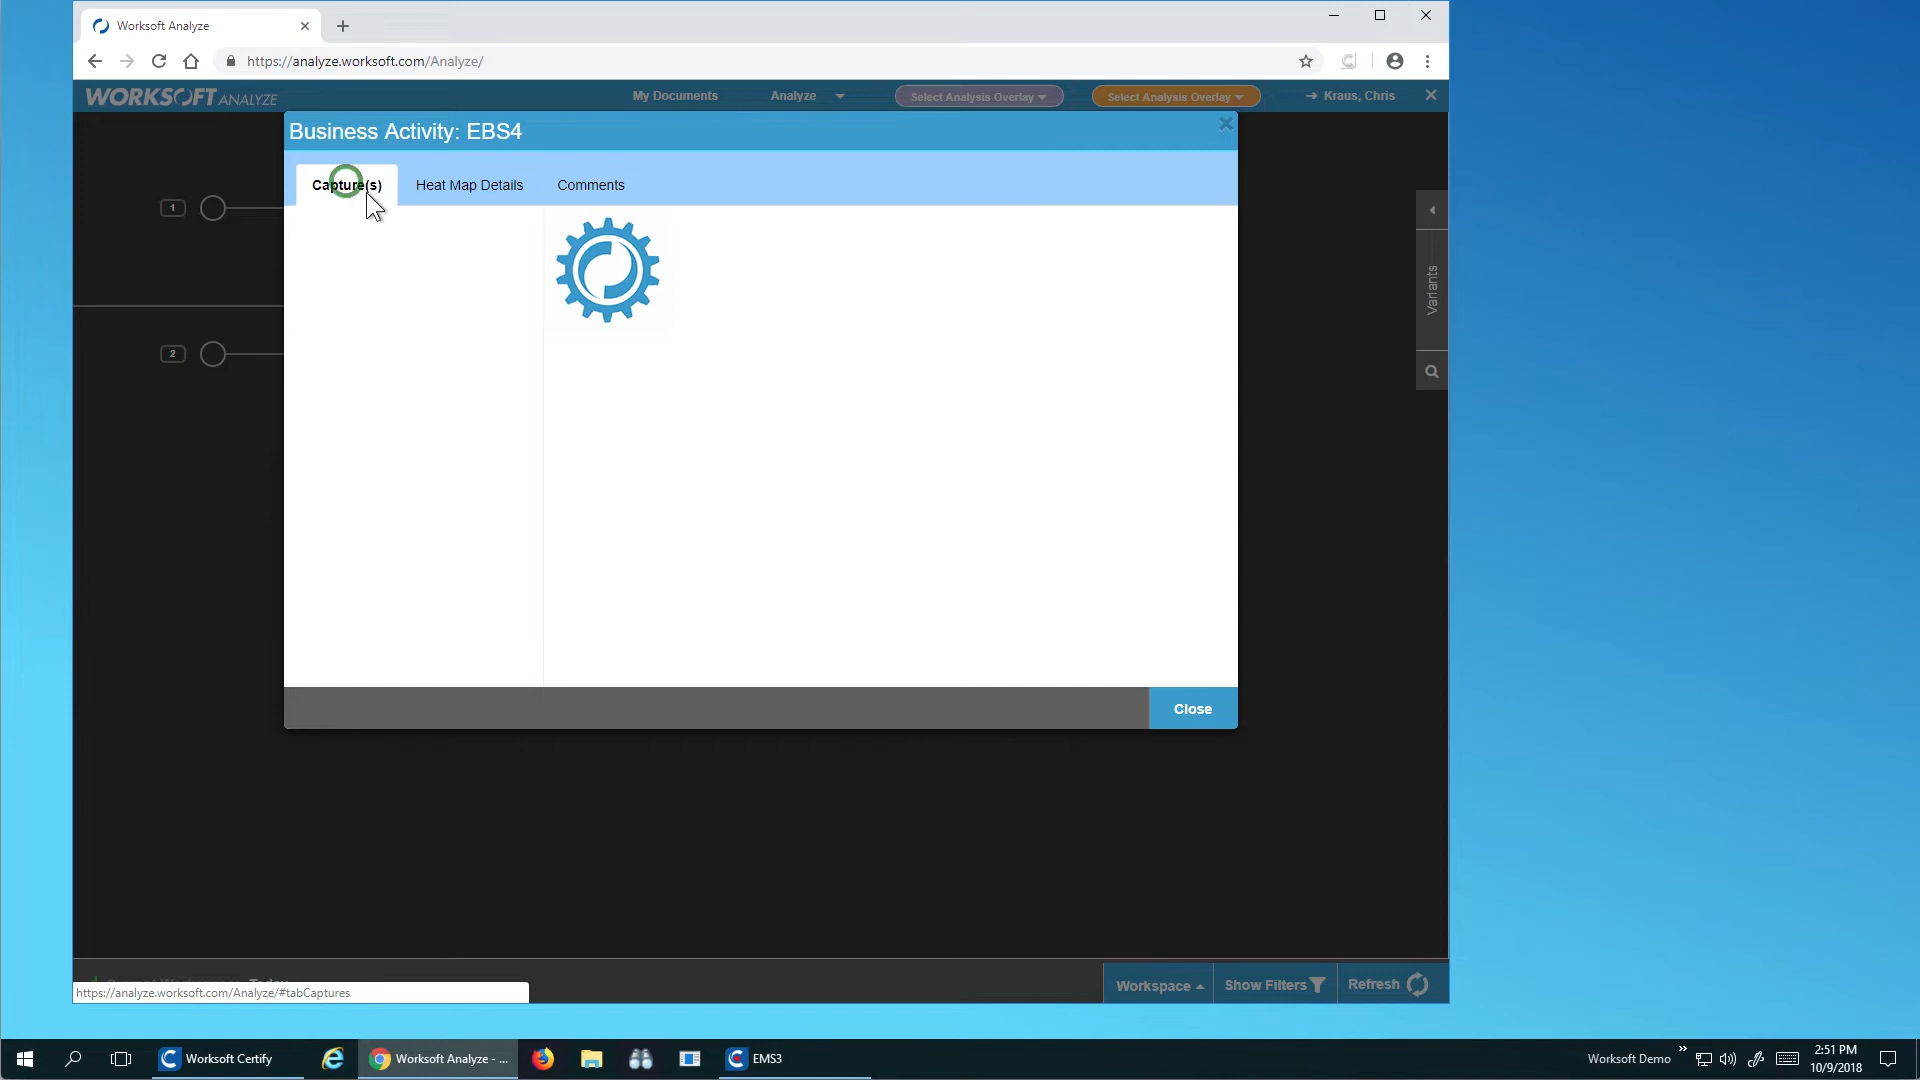 Worksoft Analyze
https://analyze.worksoft.com/Analyze/
WORKSOFT ANALYZE
My Documents
Analyze
Select Analysis Overlay
Select Analysis Overlay
Kraus, Chris
Business Activity: EBS4
Capture(s)
Heat Map Details
Comments
1
2
Variants
Close
Today
Workspace
Show Filters
Refresh
https://analyze.worksoft.com/Analyze/#tabCaptures
Worksoft Certify
Worksoft Analyze - ...
EMS3
Worksoft Demo
2:51 PM
10/9/2018